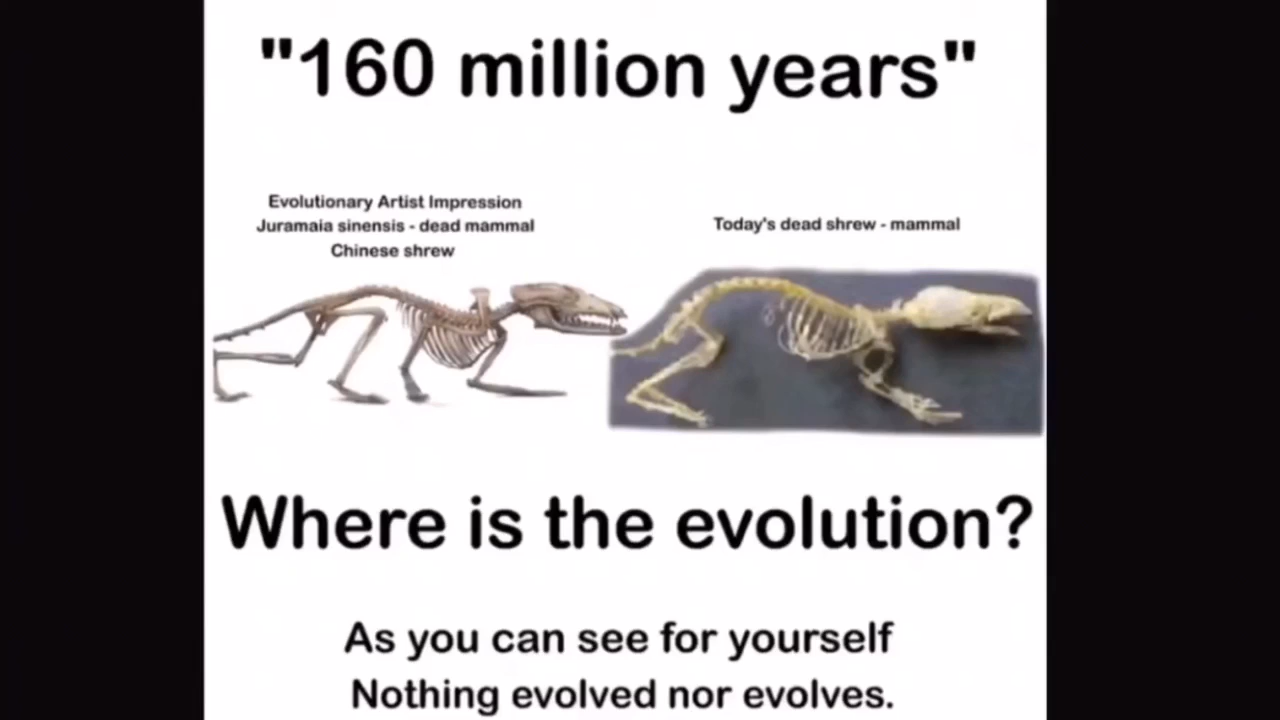 "160 million years"
Evolutionary Artist Impression
Juramaia sinensis - dead mammal
Chinese shrew
Today's dead shrew - mammal
Where is the evolution?
As you can see for yourself
Nothing evolved nor evolves.